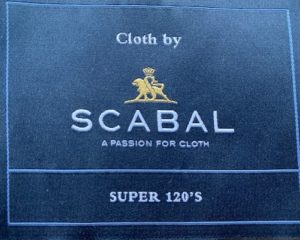 Cloth by
SCABAL
A PASSION FOR CLOTH
SUPER 120'S